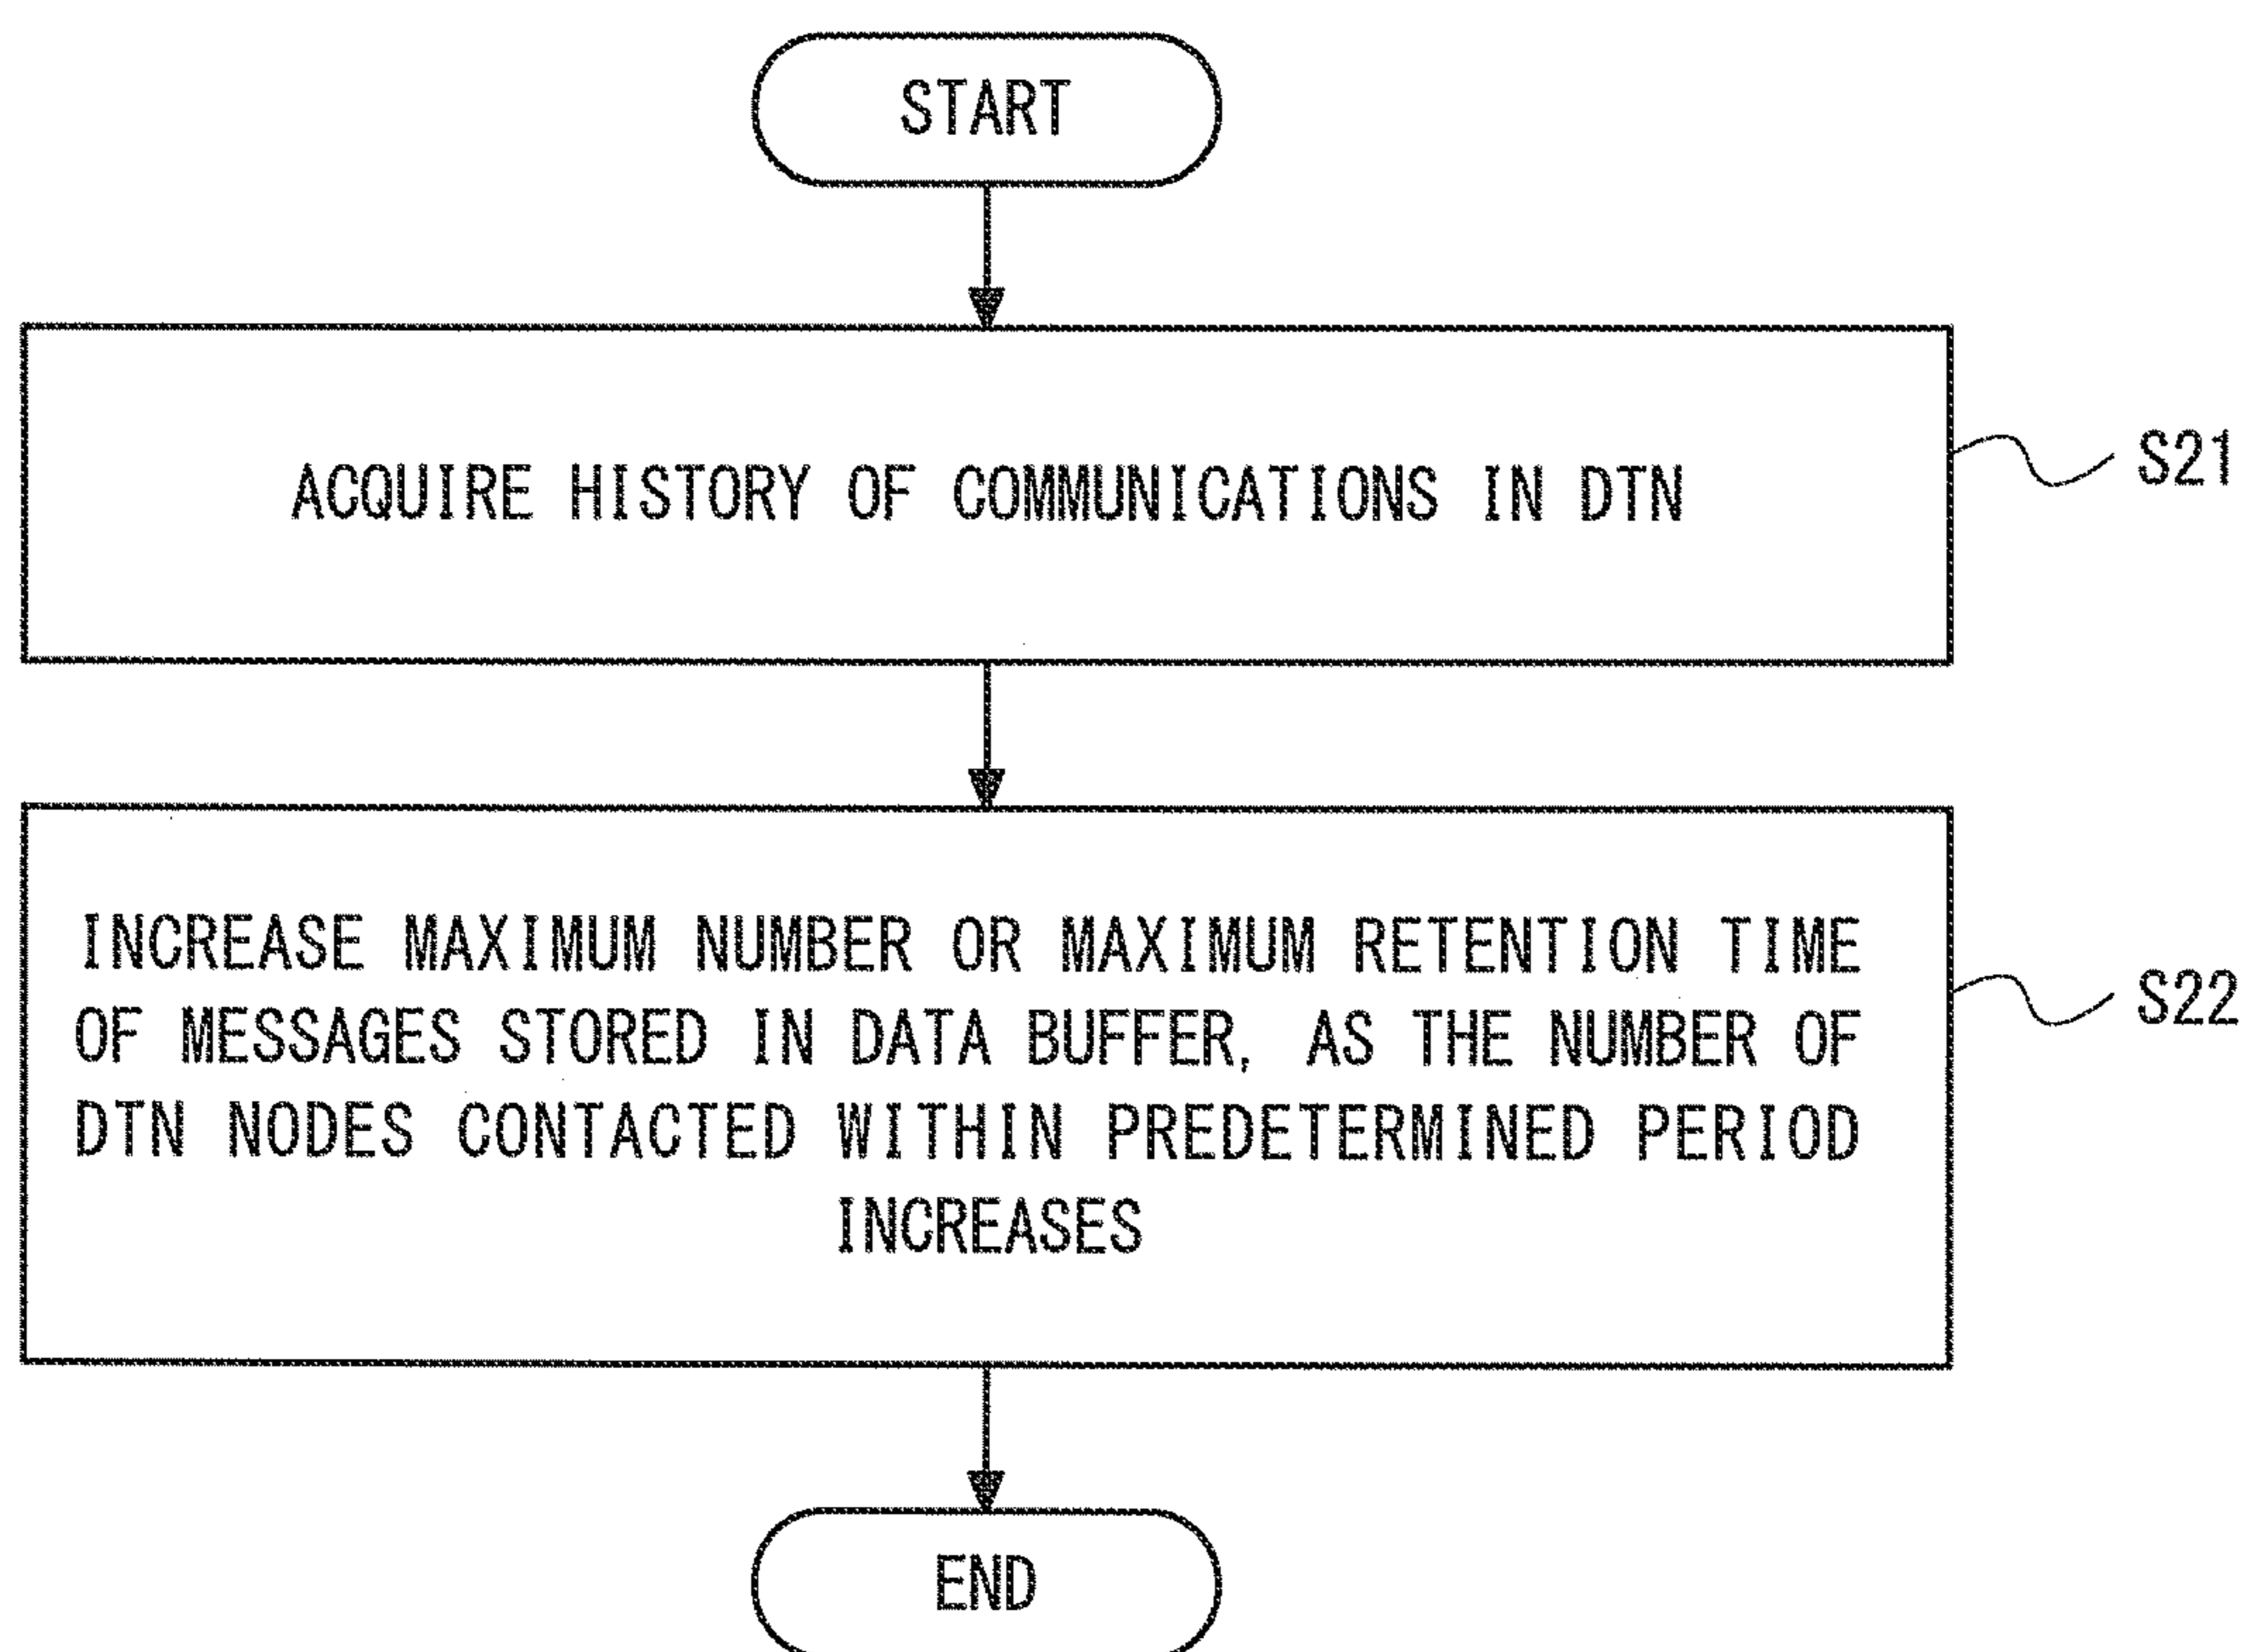 START
ACQUIRE HISTORY OF COMMUNICATIONS IN DTN
S21
INCREASE MAXIMUM NUMBER OR MAXIMUM RETENTION TIME
OF MESSAGES STORED IN DATA BUFFER, AS THE NUMBER OF
DTN NODES CONTACTED WITHIN PREDETERMINED PERIOD
INCREASES
S22
END